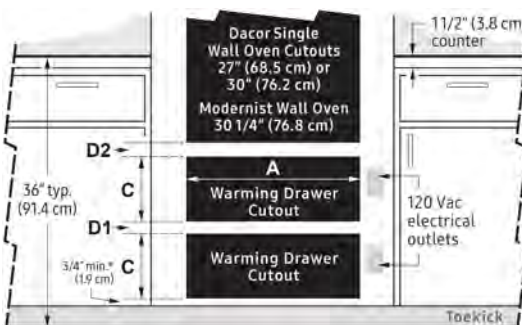 Dacor Single
Wall Oven Cutouts
27" (68.5 cm) or
30" (76.2 cm)
Modernist Wall Oven
30 1/4" (76.8 cm)
11/2" (3.8 cm
counter
D2
A
C
Warming Drawer
Cutout
36" typ.
(91.4 cm)
D1
120 Vac
electrical
outlets
3/4" min.*
(1.9 cm)
C
Warming Drawer
Cutout
Toekick